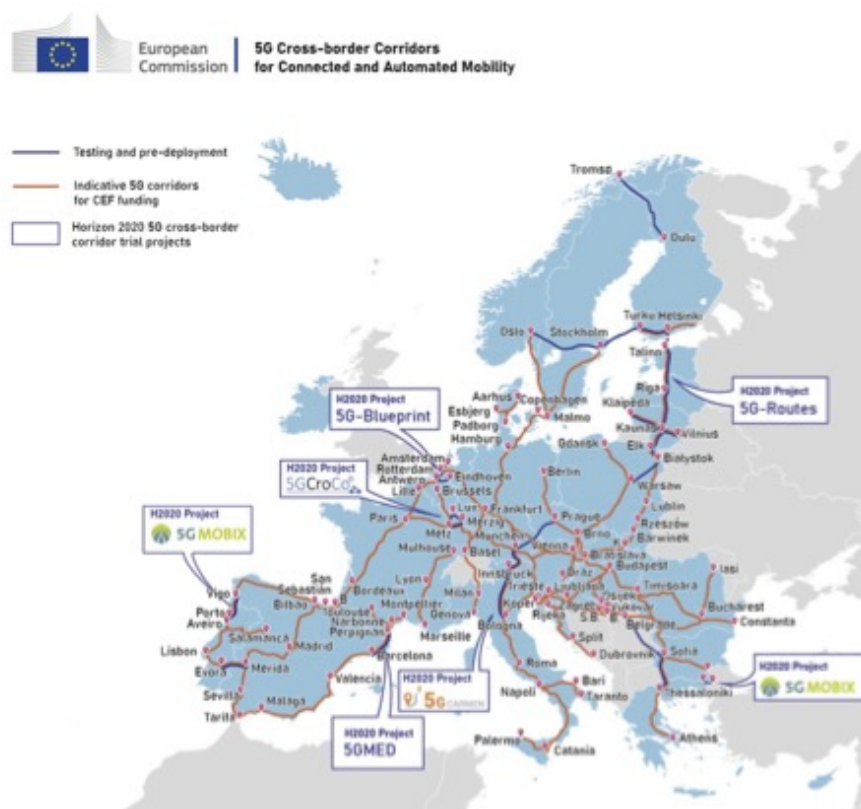 European
Commission
5G Cross-border Corridors
for Connected and Automated Mobility
Testing and pre-deployment
Indicative 5G corridors
for CEF funding
Horizon 2020 5G cross-border
corridor trial projects
Tromsø
Oulu
Turku Helsinki
Oslo
Stockholm
Talinn
Riga
H2020 Project
5G-Routes
H2020 Project
5G-Blueprint
Aarhus
Copenhagen
Esbjerg
Malmo
Padborg
Hamburg
Klaipėda
Kaunas
Vilnius
Gdansk
Elk
Białystok
Amsterdam
Rotterdam
Antwerp
Eindhoven
Lille
Brussels
Berlin
Warsaw
H2020 Project
5GCroCo
Lux
Frankfurt
Merzig
Metz
Paris
Prague
Lublin
Rzeszów
Barwinek
K
Brno
München
Vienna
Bratislava
Mulhouse
Basel
Budapest
H2020 Project
5G MOBIX
Innsbruck
Graz
Iasi
Timisoara
Trieste
Ljubljana
Koper
Zagreb
Osijek
Vukovar
Rijeka
S B
B
Belgrade
Bucharest
Constanta
Lyon
Milan
Genova
Bologna
Marseille
Vigo
San
Sebastian
Bilbao
B
Bordeaux
Toulouse
Montpellier
Narbonne
Perpignan
Porto
Aveiro
Salamanca
Madrid
Barcelona
Split
Dubrovnik
Sofia
Lisbon
Evora
Mérida
Valencia
Roma
Bari
Napoli
Taranto
Thessaloniki
H2020 Project
5G MOBIX
H2020 Project
5G CARMEN
Sevilla
Malaga
Tarifa
H2020 Project
5GMED
Palermo
Catania
Athens